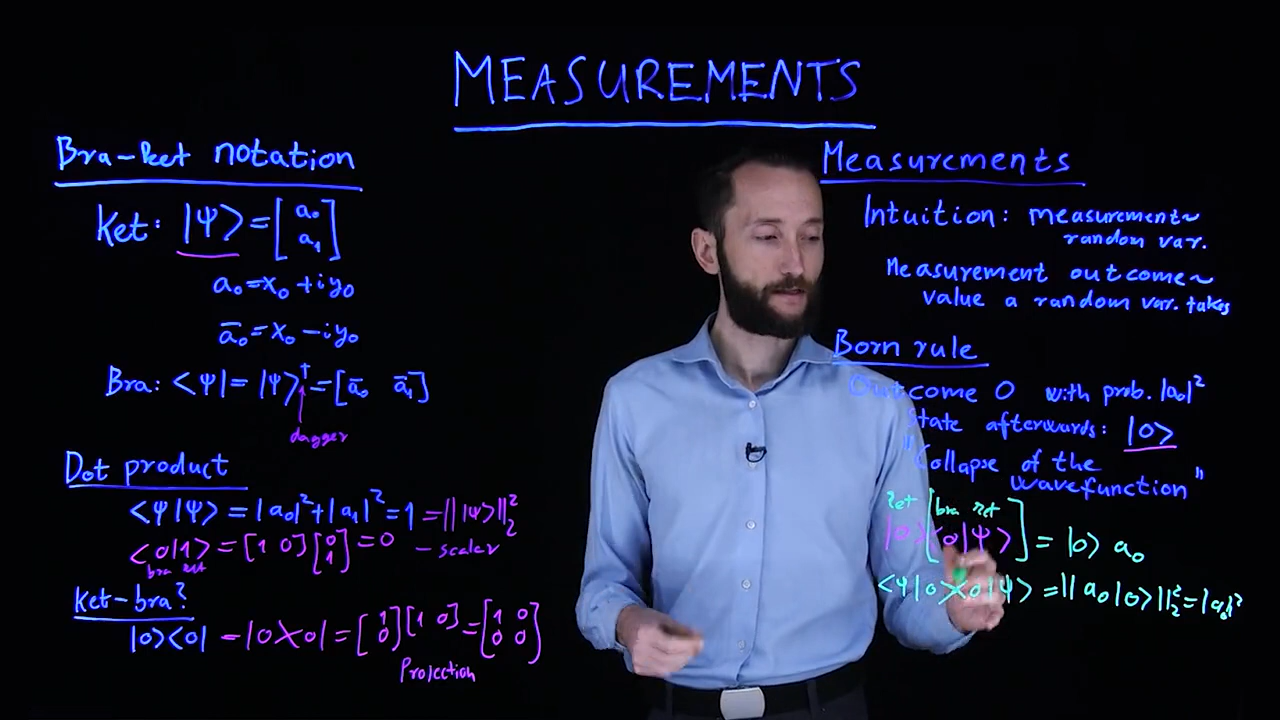 MEASUREMENTS
Bra-ket notation
Ket: |Ψ> = [a₀
a₁]
a₀ = x₀ + iy₀
a̅₀ = x₀ - iy₀
Bra: <Ψ| = |Ψ>† = [a̅₀ a̅₁]
dagger
Dot product
<Ψ|Ψ> = |a₀|² + |a₁|² = 1 = || |Ψ> ||₂²
<0|1> = [1 0] [0 1] = 0 - scalar
bra ket
Ket-bra?
|0><0| - |0X0| = [1 0] [1 0] = [1 0
0 0]
Projection
Measurements
Intuition: measurement ~
random var.
Measurement outcome ~
value a random var. takes
Born rule
Outcome 0 with prob. |a₀|²
State afterwards: |0>
"Collapse of the
wavefunction"
ket [bra ket
|0> <0|Ψ>] = |0> a₀
<Ψ|0X0|Ψ> = || a₀|0> ||₂² = |a₀|²